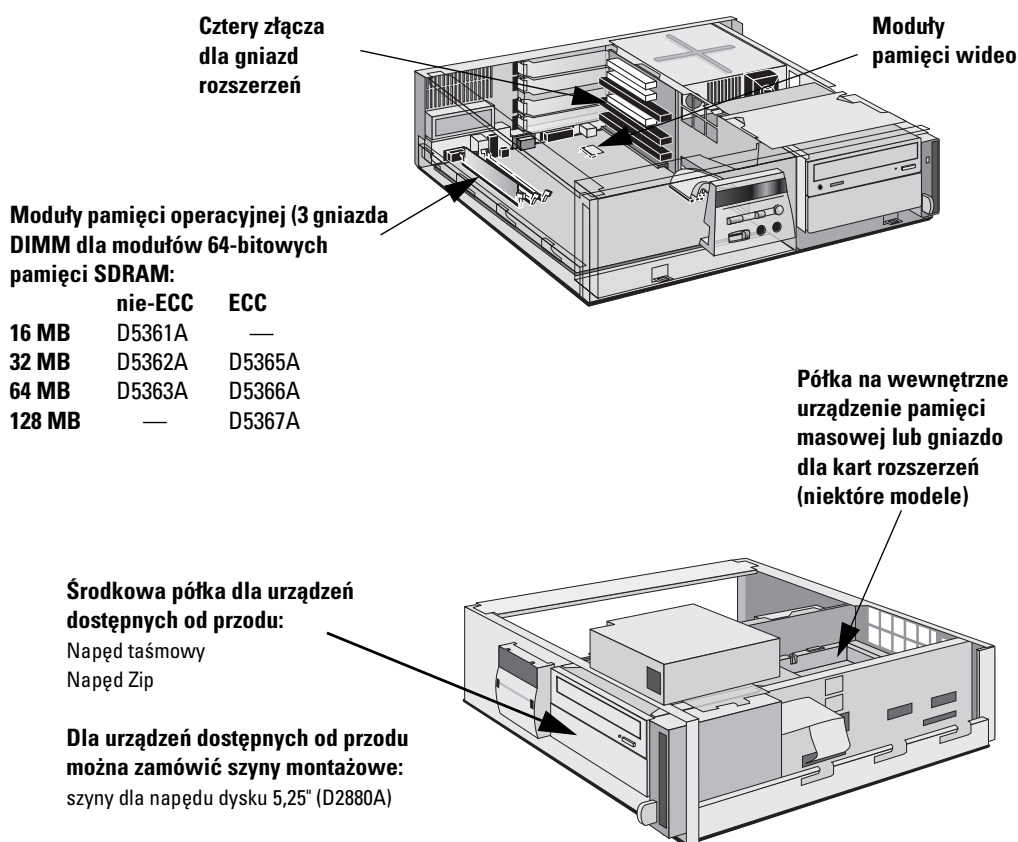 Cztery złącza
dla gniazd
rozszerzeń
Moduły
pamięci wideo
Moduły pamięci operacyjnej (3 gniazda
DIMM dla modułów 64-bitowych
pamięci SDRAM:
nie-ECC ECC
16 MB D5361A —
32 MB D5362A D5365A
64 MB D5363A D5366A
128 MB — D5367A
Półka na wewnętrzne
urządzenie pamięci
masowej lub gniazdo
dla kart rozszerzeń
(niektóre modele)
Środkowa półka dla urządzeń
dostępnych od przodu:
Napęd taśmowy
Napęd Zip
Dla urządzeń dostępnych od przodu
można zamówić szyny montażowe:
szyny dla napędu dysku 5,25" (D2880A)